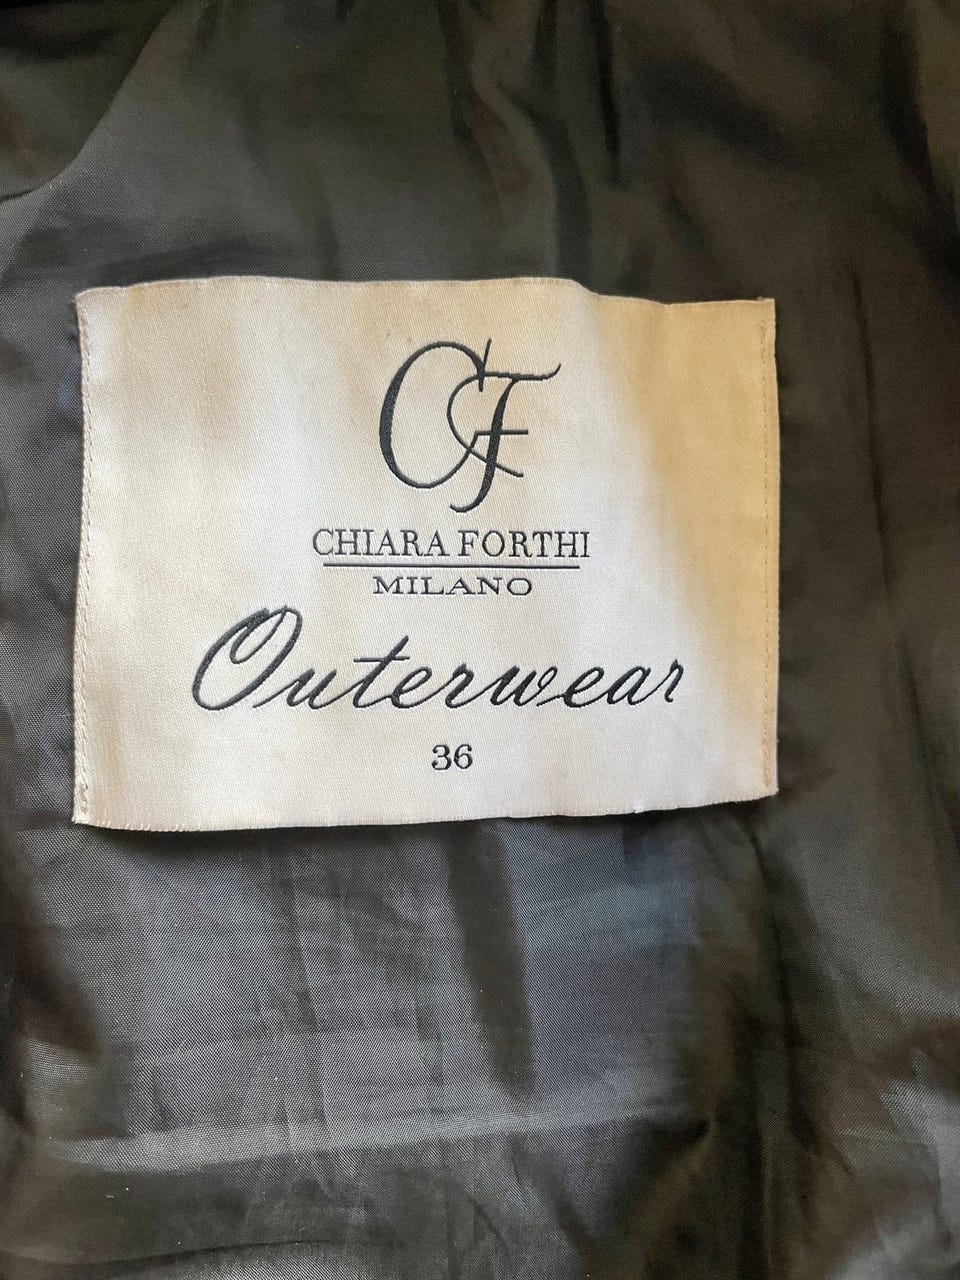 CF
CHIARA FORTHI
MILANO
Outerwear
36